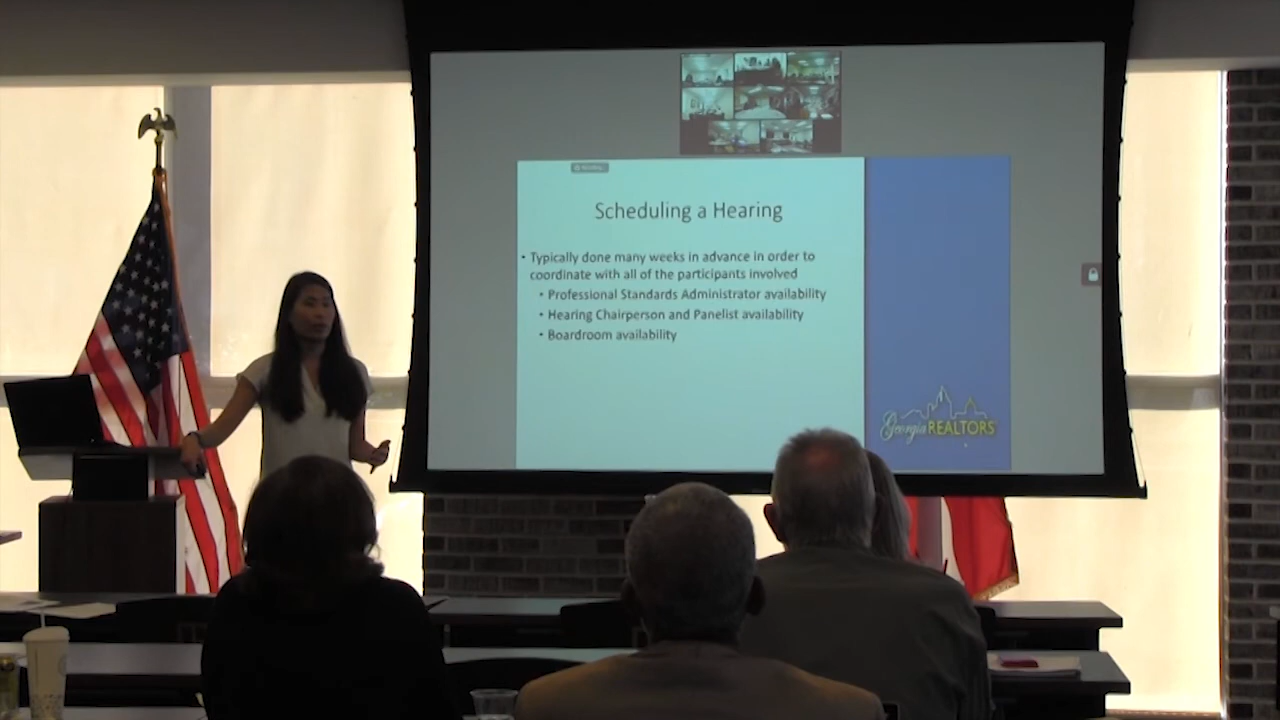 Scheduling a Hearing
• Typically done many weeks in advance in order to
coordinate with all of the participants involved
• Professional Standards Administrator availability
• Hearing Chairperson and Panelist availability
• Boardroom availability
Georgia REALTORS